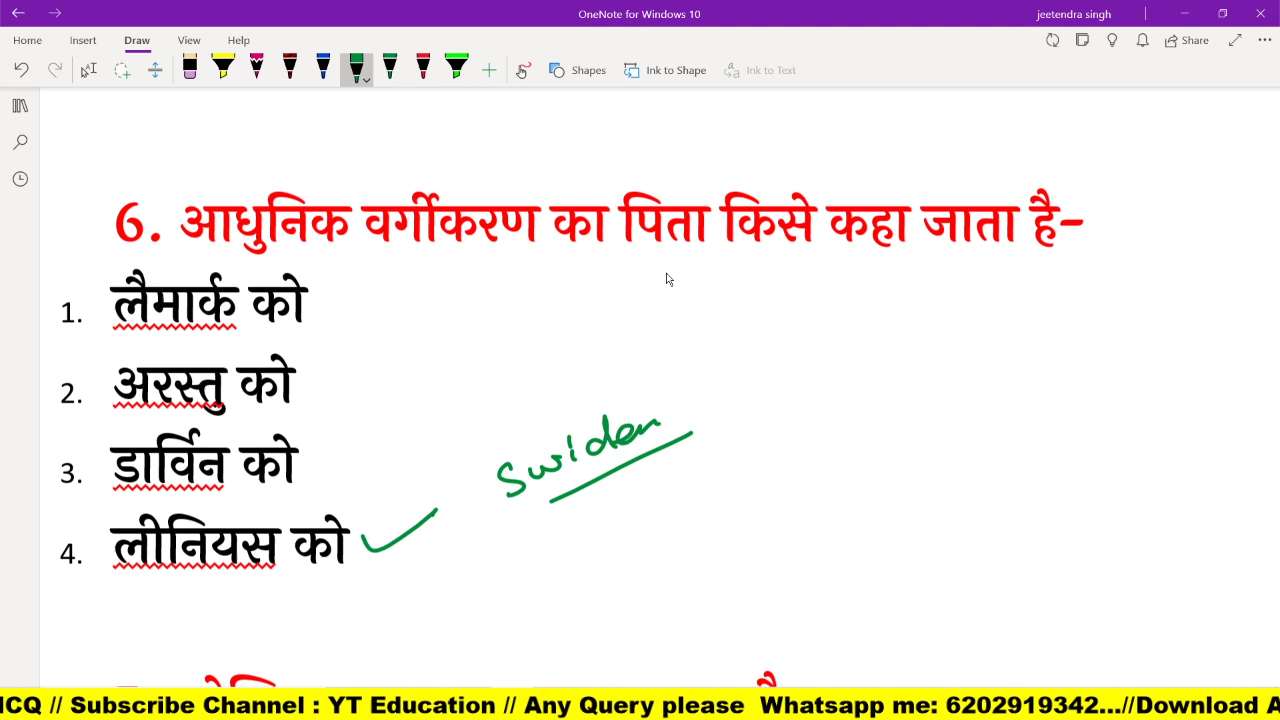 OneNote for Windows 10
jeetendra singh
Home Insert Draw View Help
Share
Shapes Ink to Shape Ink to Text
6. आधुनिक वर्गीकरण का पिता किसे कहा जाता है-
1. लैमार्क को
2. अरस्तु को
3. डार्विन को
Swiden
4. लीनियस को
ICQ // Subscribe Channel : YT Education // Any Query please Whatsapp me: 6202919342...//Download A